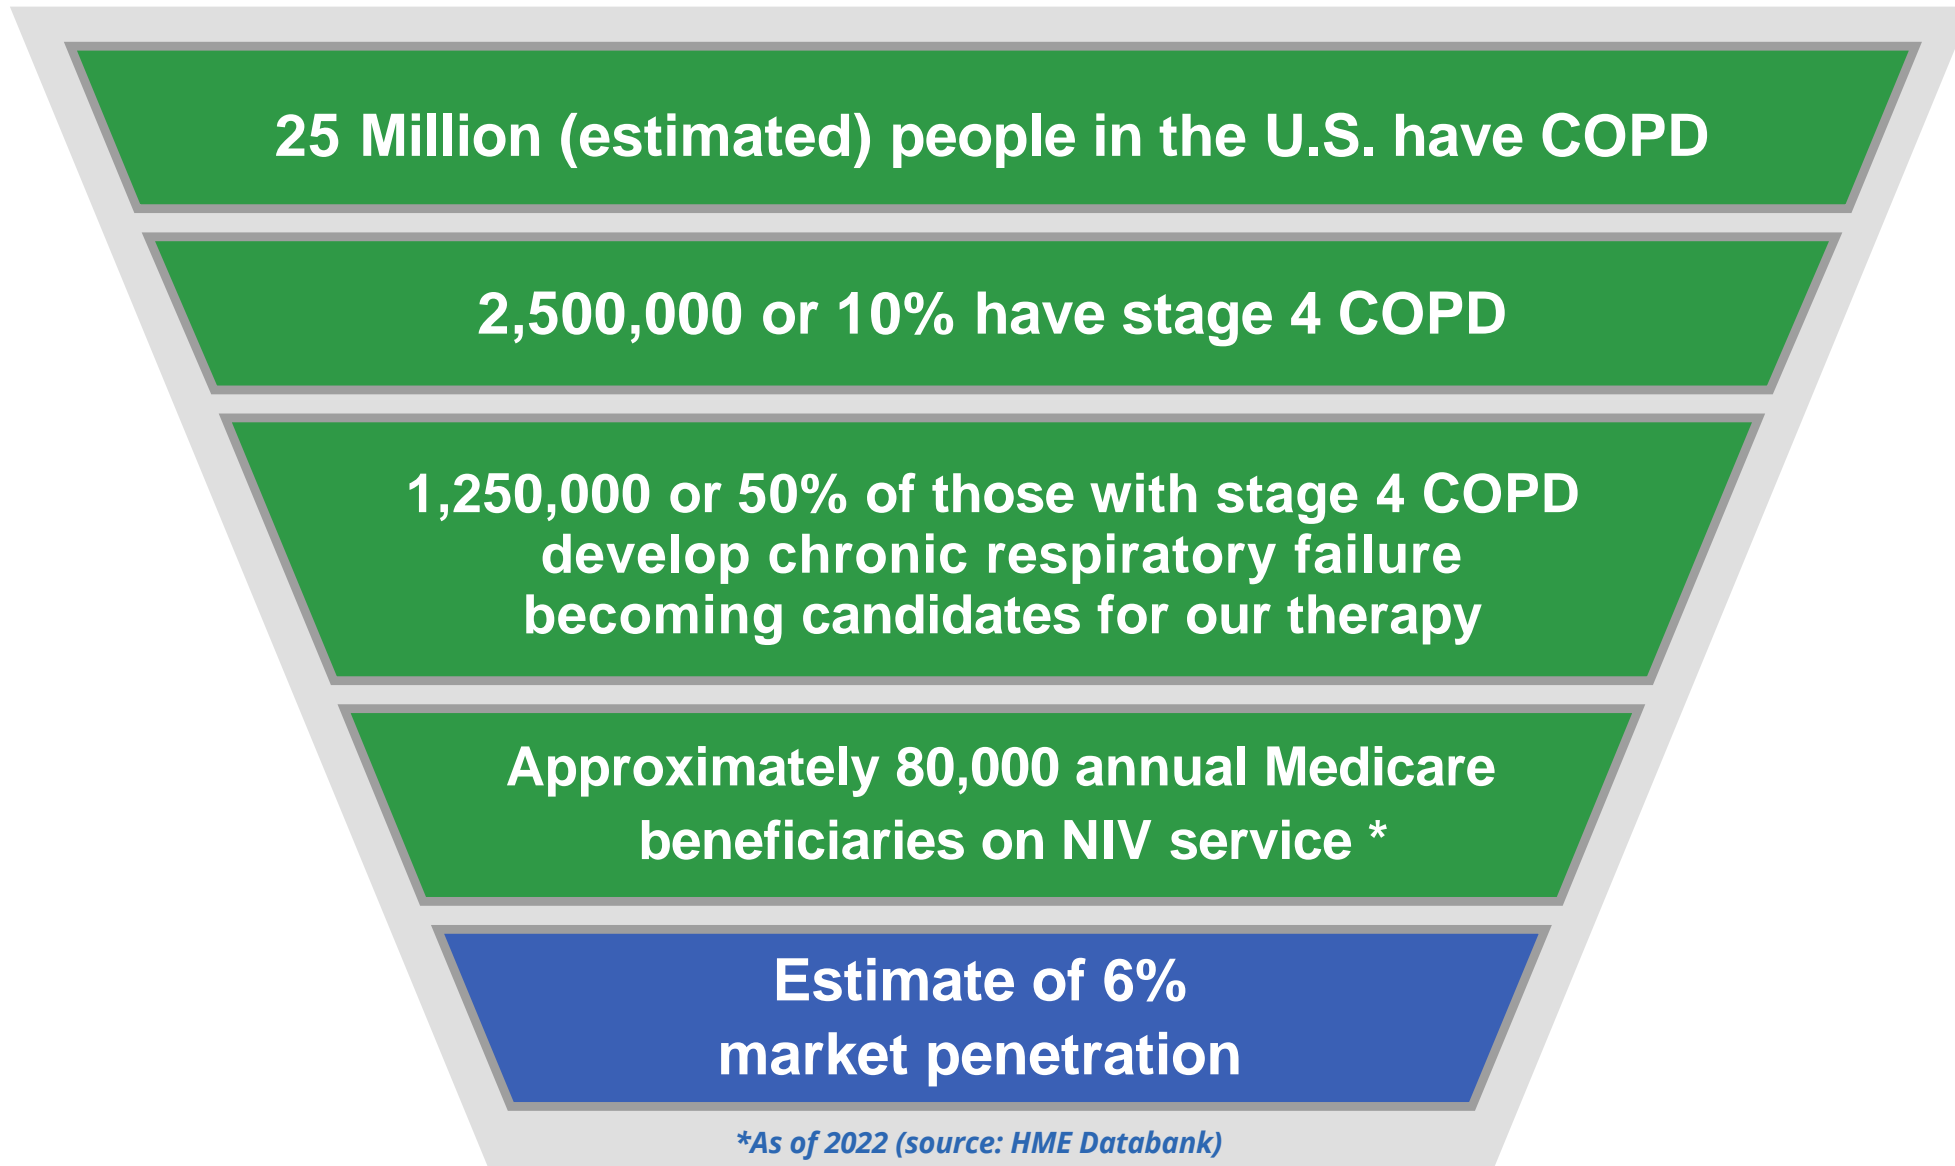 25 Million (estimated) people in the U.S. have COPD
2,500,000 or 10% have stage 4 COPD
1,250,000 or 50% of those with stage 4 COPD
develop chronic respiratory failure
becoming candidates for our therapy
Approximately 80,000 annual Medicare
beneficiaries on NIV service *
Estimate of 6%
market penetration
*As of 2022 (source: HME Databank)